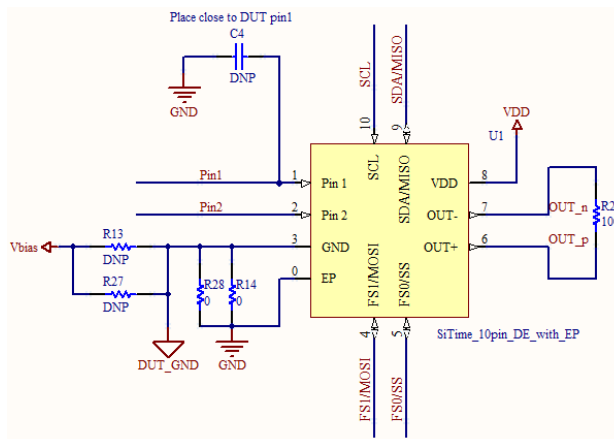 Place close to DUT pin1
C4
DNP
GND
SCL
SDA/MISO
10
9
VDD
U1
Pin1
1
Pin 1
SCL
SDA/MISO
VDD
8
Pin2
2
Pin 2
OUT-
7
OUT_n
R2
10
Vbias
R13
DNP
3
GND
OUT+
6
OUT_p
R27
DNP
R28
0
R14
0
0
EP
FS1/MOSI
FS0/SS
DUT_GND
GND
4
5
SiTime_10pin_DE_with_EP
FS1/MOSI
FS0/SS